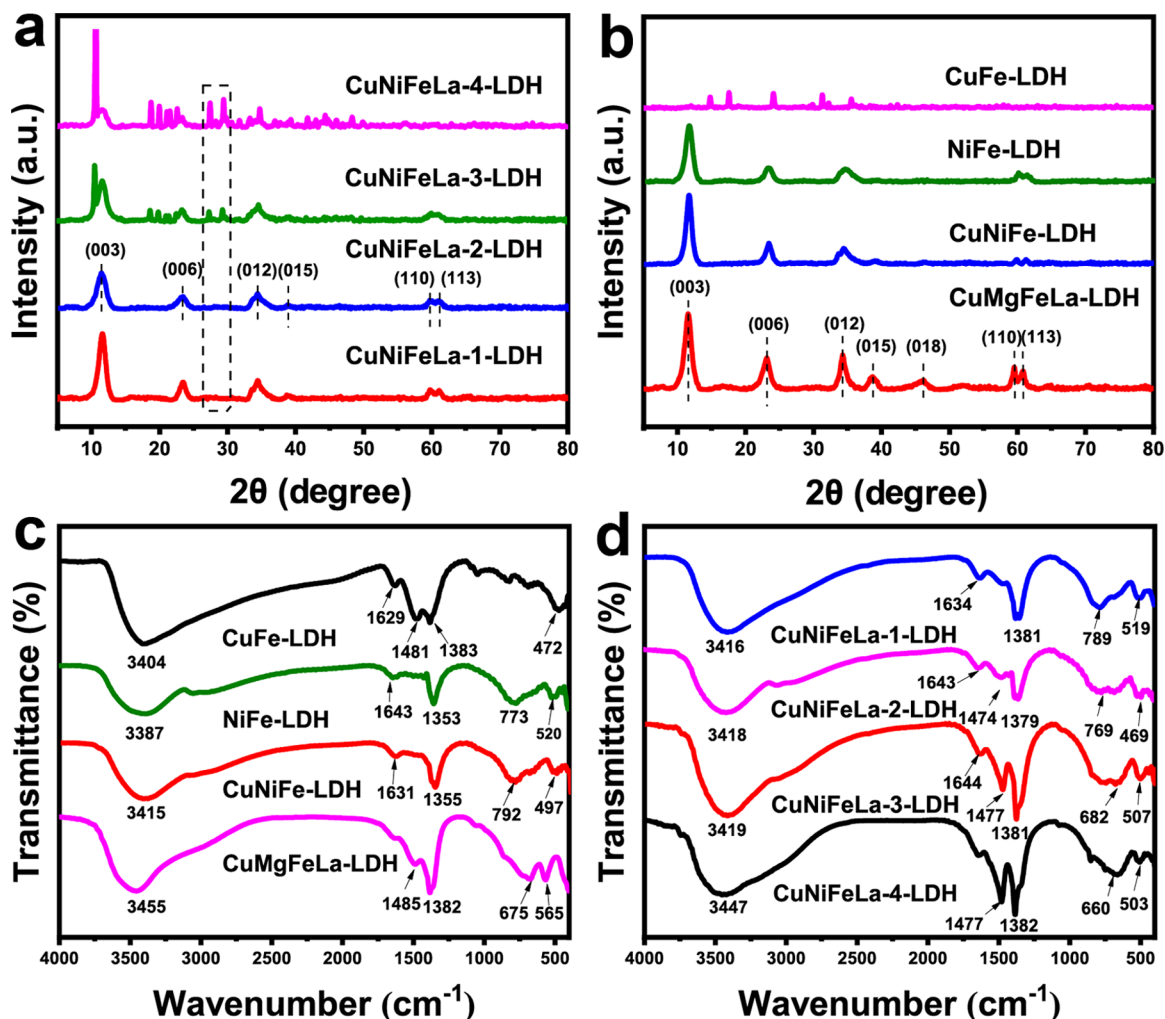 a
Intensity (a.u.)
CuNiFeLa-4-LDH
CuNiFeLa-3-LDH
CuNiFeLa-2-LDH
(003)
(006)
(012)
(015)
(110)
(113)
CuNiFeLa-1-LDH
10 20 30 40 50 60 70 80
2θ (degree)
b
Intensity (a.u.)
CuFe-LDH
NiFe-LDH
CuNiFe-LDH
CuMgFeLa-LDH
(003)
(006)
(012)
(015)
(018)
(110)
(113)
10 20 30 40 50 60 70 80
2θ (degree)
c
Transmittance (%)
1629
CuFe-LDH
3404
1481
1383
472
1643
1353
773
520
3387
NiFe-LDH
CuNiFe-LDH
3415
1631
1355
792
497
CuMgFeLa-LDH
3455
1485
1382
675
565
4000 3500 3000 2500 2000 1500 1000 500
Wavenumber (cm-1)
d
Transmittance (%)
1634
3416
1381
789
519
CuNiFeLa-1-LDH
1643
CuNiFeLa-2-LDH
3418
1474
1379
769
469
1644
CuNiFeLa-3-LDH
3419
1477
1381
682
507
CuNiFeLa-4-LDH
3447
1477
1382
660
503
4000 3500 3000 2500 2000 1500 1000 500
Wavenumber (cm-1)